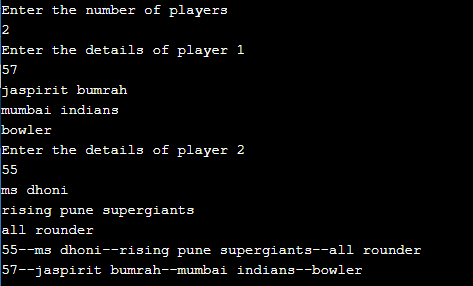 Enter the number of players
2
Enter the details of player 1
57
jaspirit bumrah
mumbai indians
bowler
Enter the details of player 2
55
ms dhoni
rising pune supergiants
all rounder
55--ms dhoni--rising pune supergiants--all rounder
57--jaspirit bumrah--mumbai indians--bowler